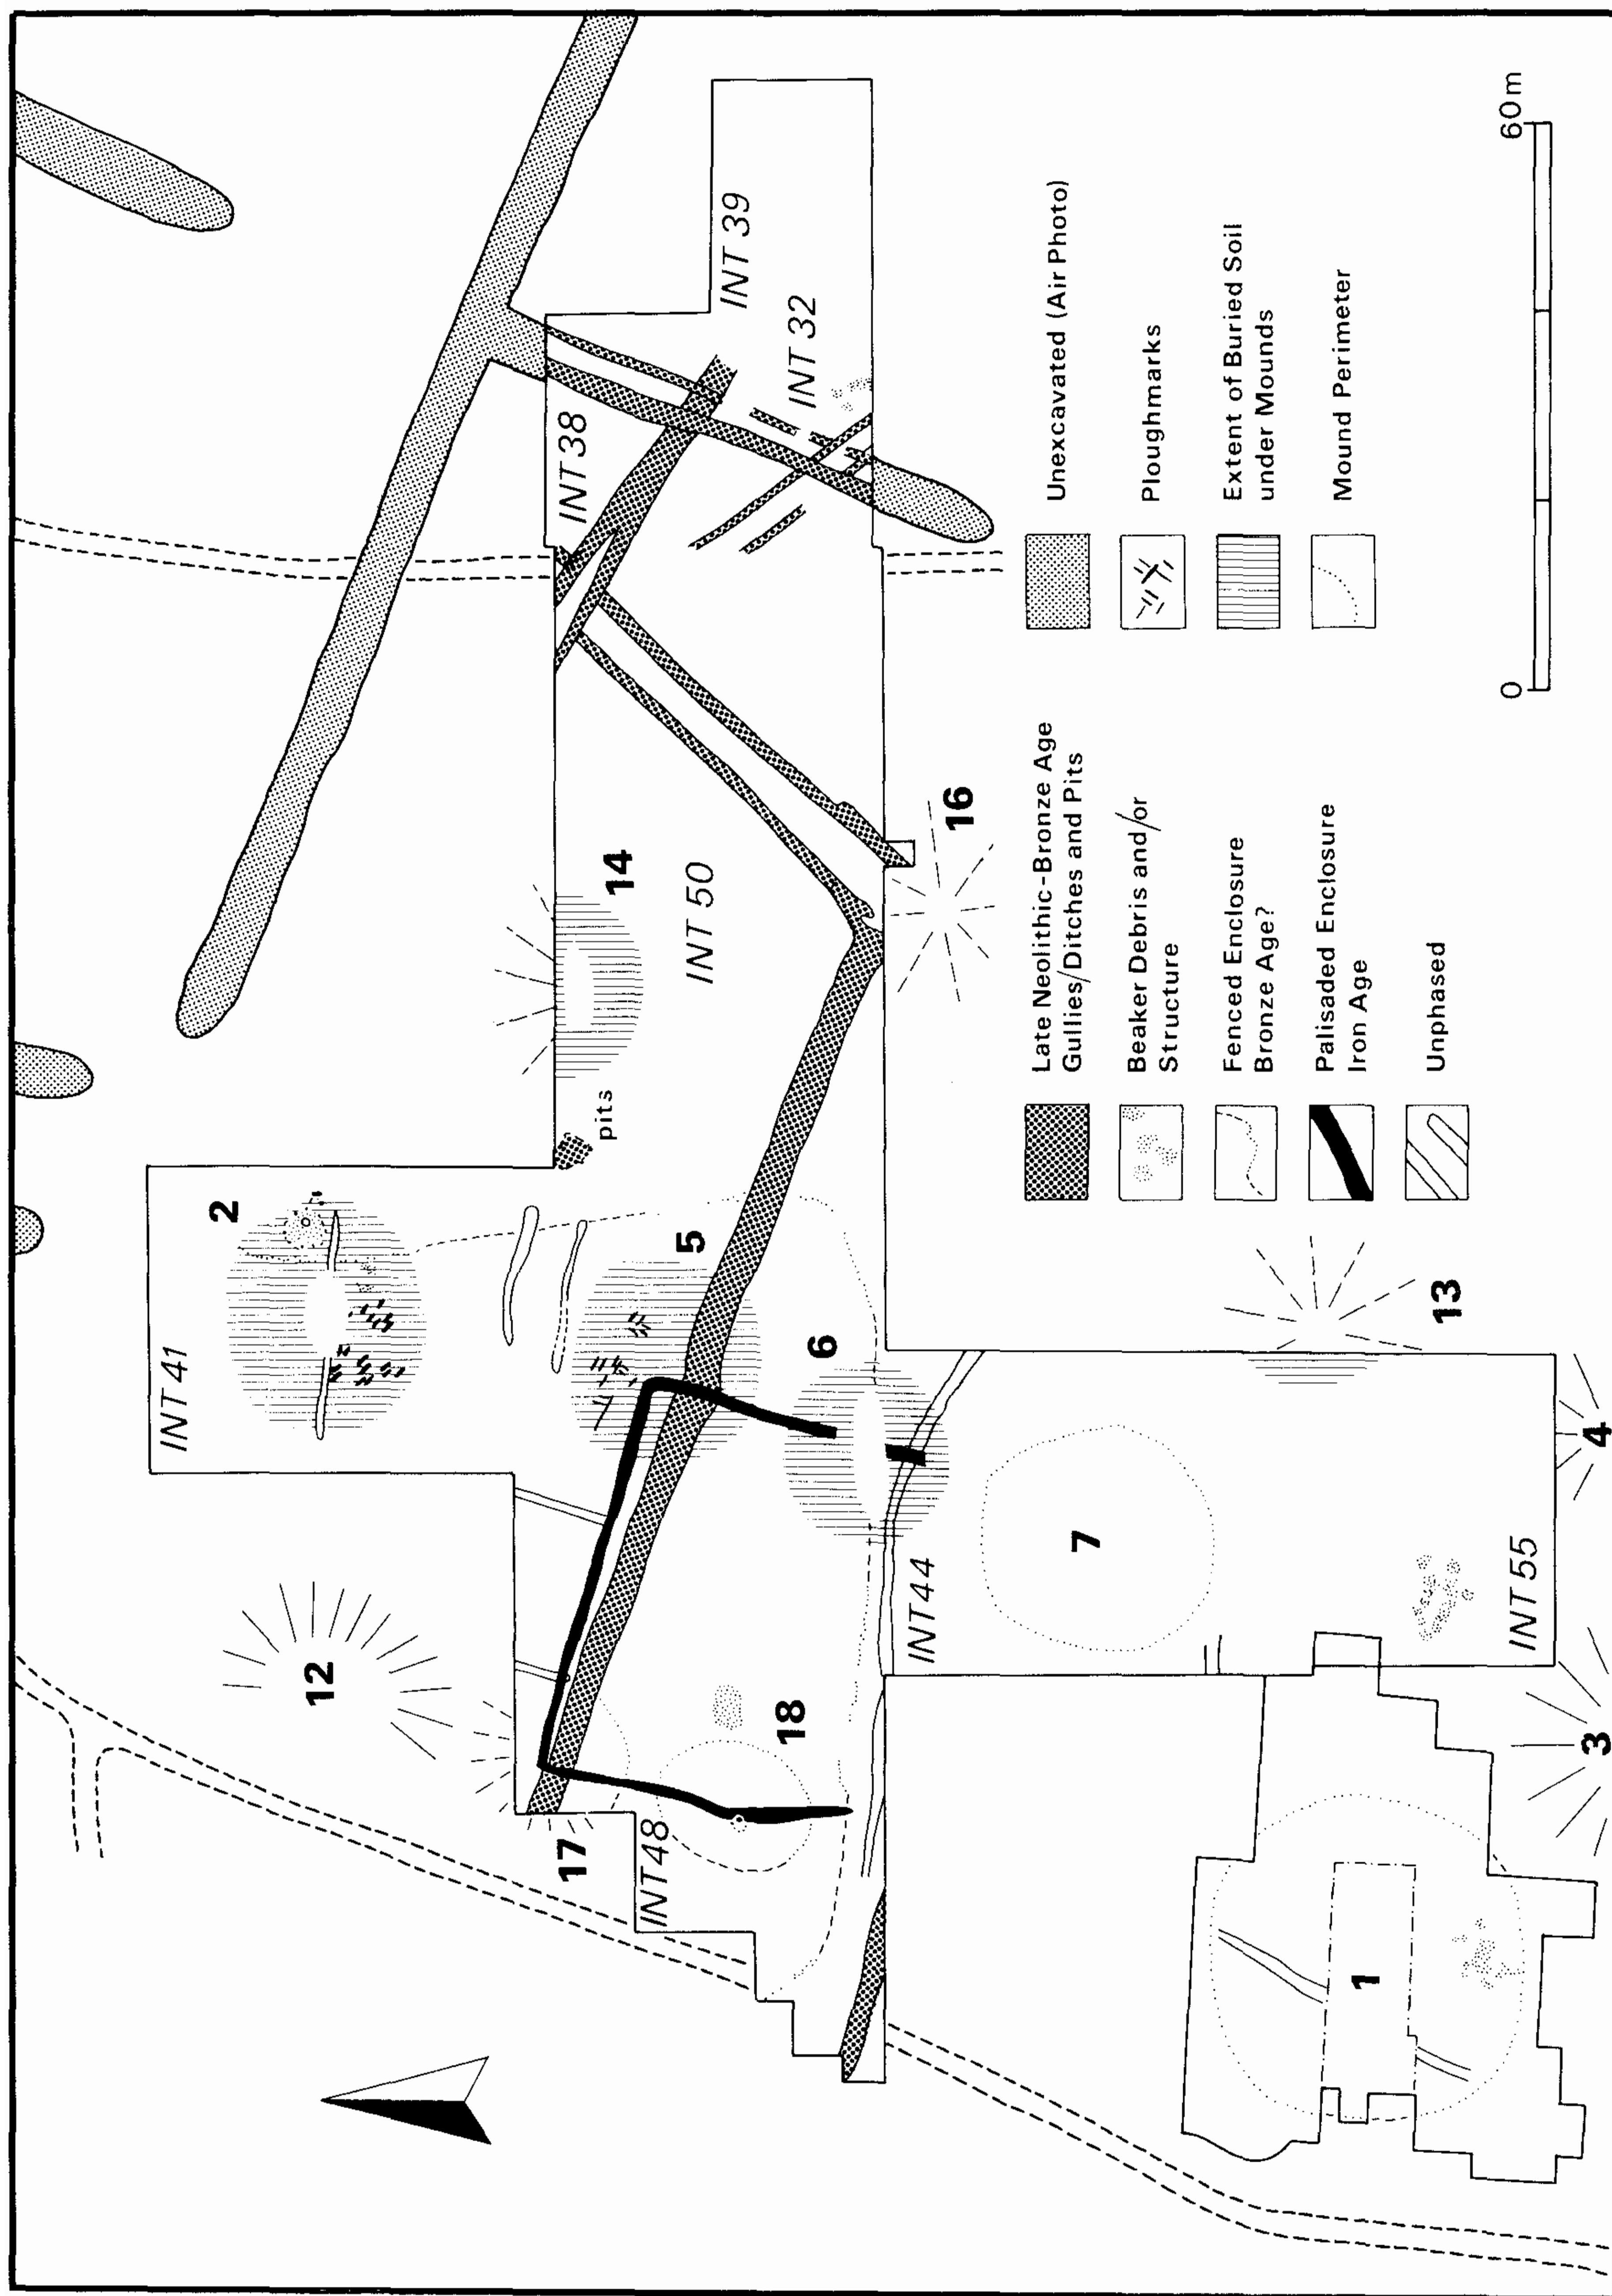 INT 41
2
12
17
INT 48
18
5
6
pits
14
INT 50
INT 38
INT 39
INT 32
16
INT 44
7
13
4
INT 55
3
1
Late Neolithic-Bronze Age
Gullies/Ditches and Pits
Beaker Debris and/or
Structure
Fenced Enclosure
Bronze Age?
Palisaded Enclosure
Iron Age
Unphased
Unexcavated (Air Photo)
Ploughmarks
Extent of Buried Soil
under Mounds
Mound Perimeter
0
60m